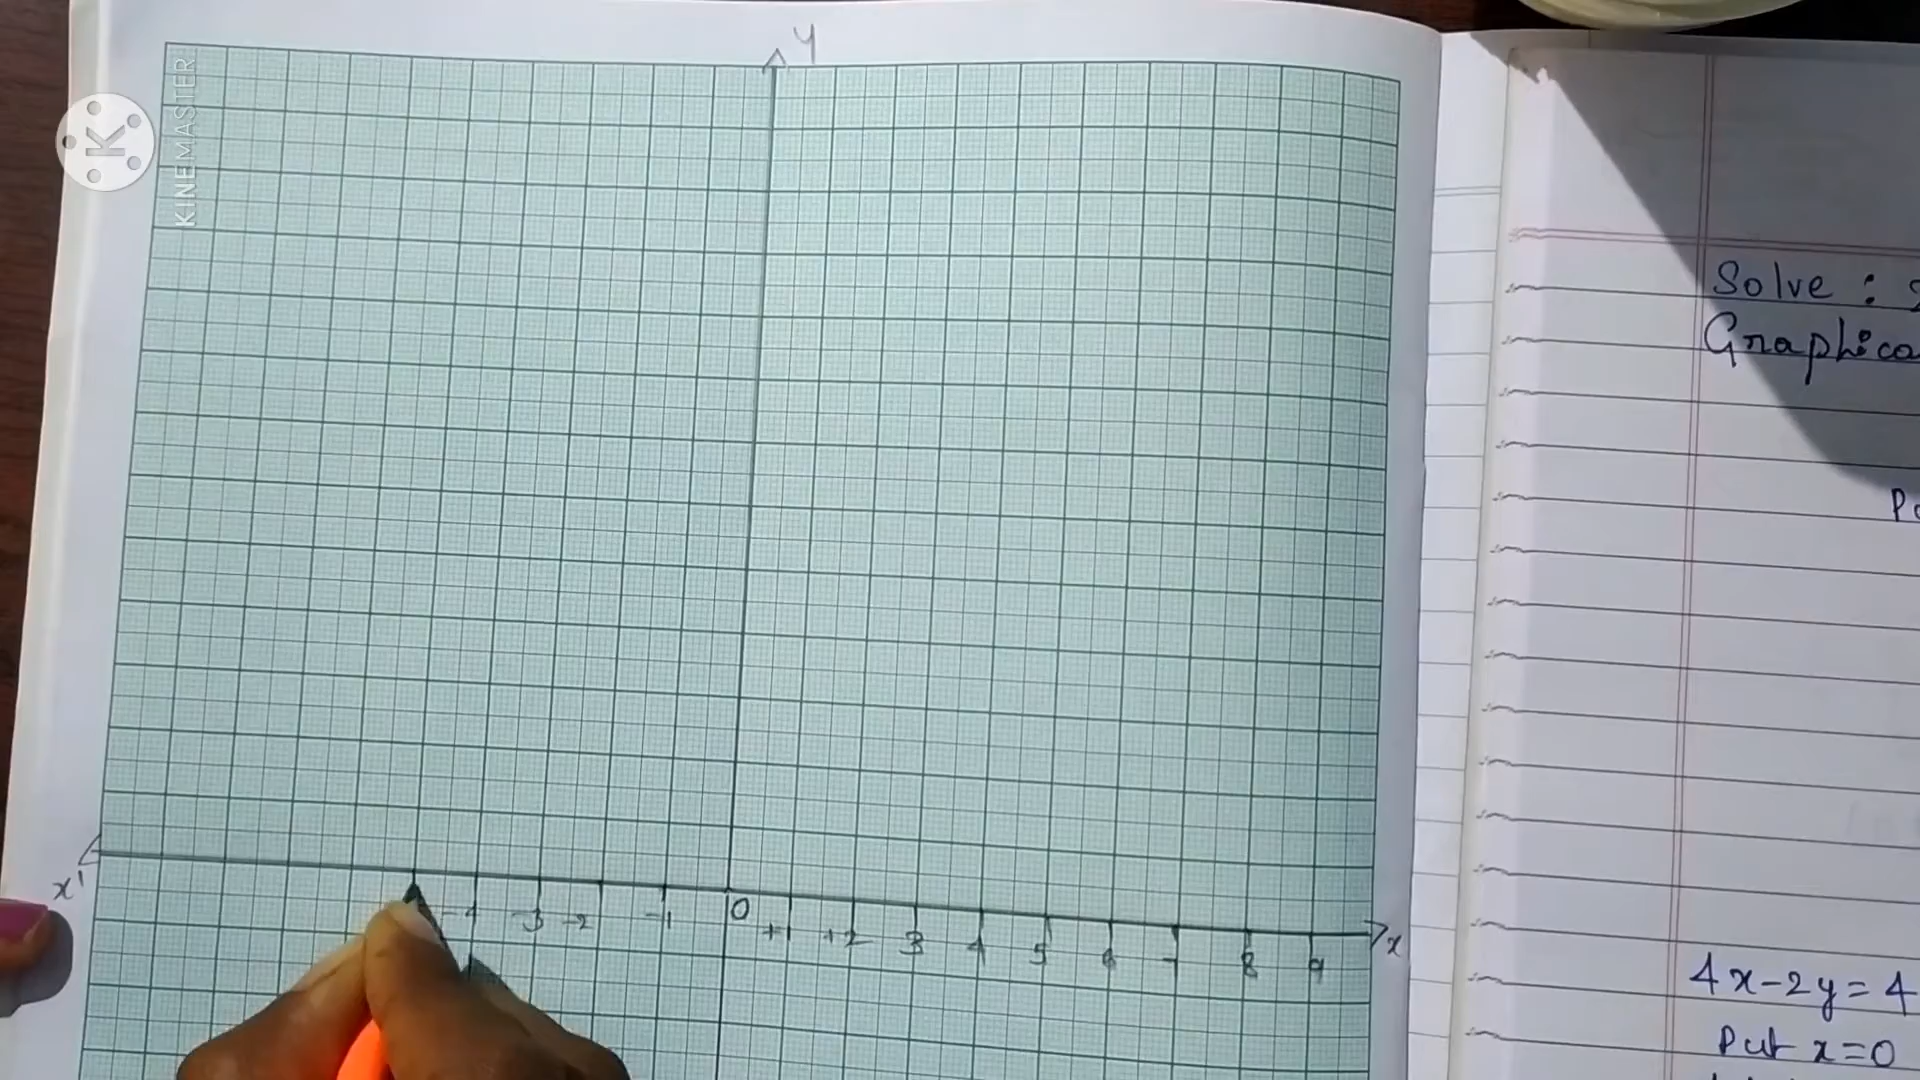 KINEMASTER
Y
Solve :
Graphica
x'
-4 -3 -2 -1 0 +1 +2 3 4 5 6 7 8 9
x
4x-2y=4
Put x=0